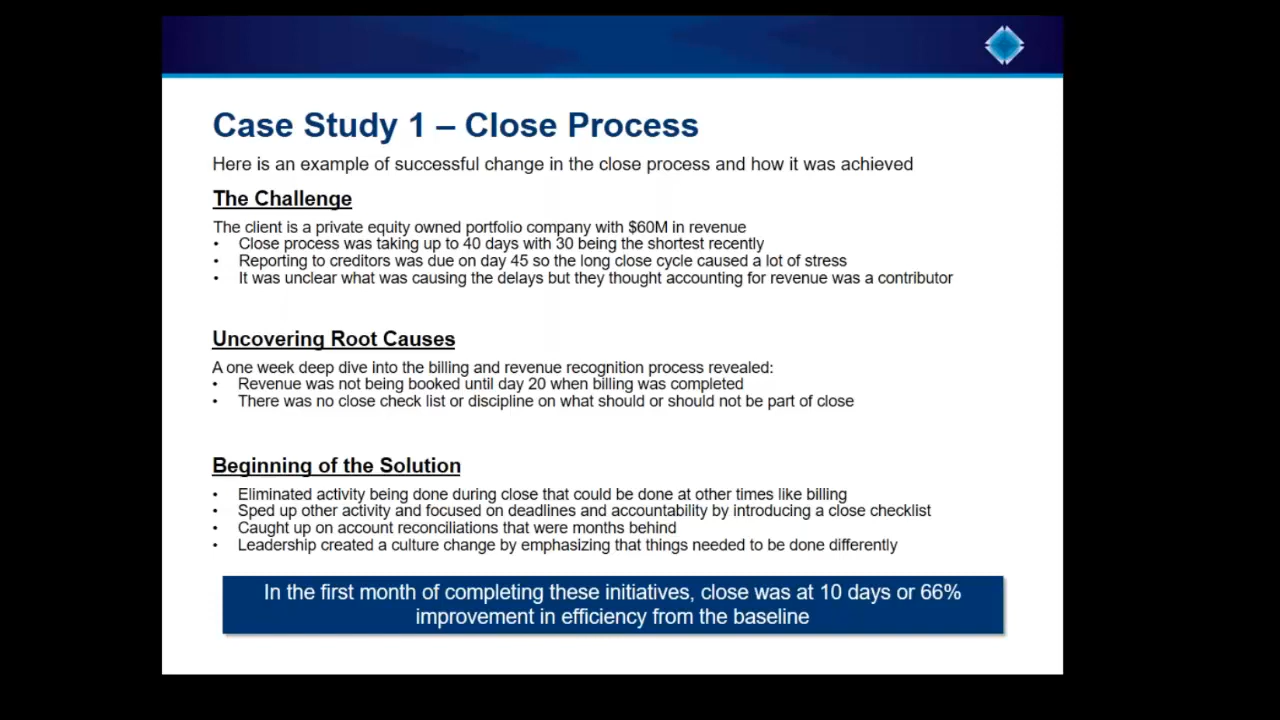 Case Study 1 – Close Process
Here is an example of successful change in the close process and how it was achieved
The Challenge
The client is a private equity owned portfolio company with $60M in revenue
• Close process was taking up to 40 days with 30 being the shortest recently
• Reporting to creditors was due on day 45 so the long close cycle caused a lot of stress
• It was unclear what was causing the delays but they thought accounting for revenue was a contributor
Uncovering Root Causes
A one week deep dive into the billing and revenue recognition process revealed:
• Revenue was not being booked until day 20 when billing was completed
• There was no close check list or discipline on what should or should not be part of close
Beginning of the Solution
• Eliminated activity being done during close that could be done at other times like billing
• Sped up other activity and focused on deadlines and accountability by introducing a close checklist
• Caught up on account reconciliations that were months behind
• Leadership created a culture change by emphasizing that things needed to be done differently
In the first month of completing these initiatives, close was at 10 days or 66%
improvement in efficiency from the baseline